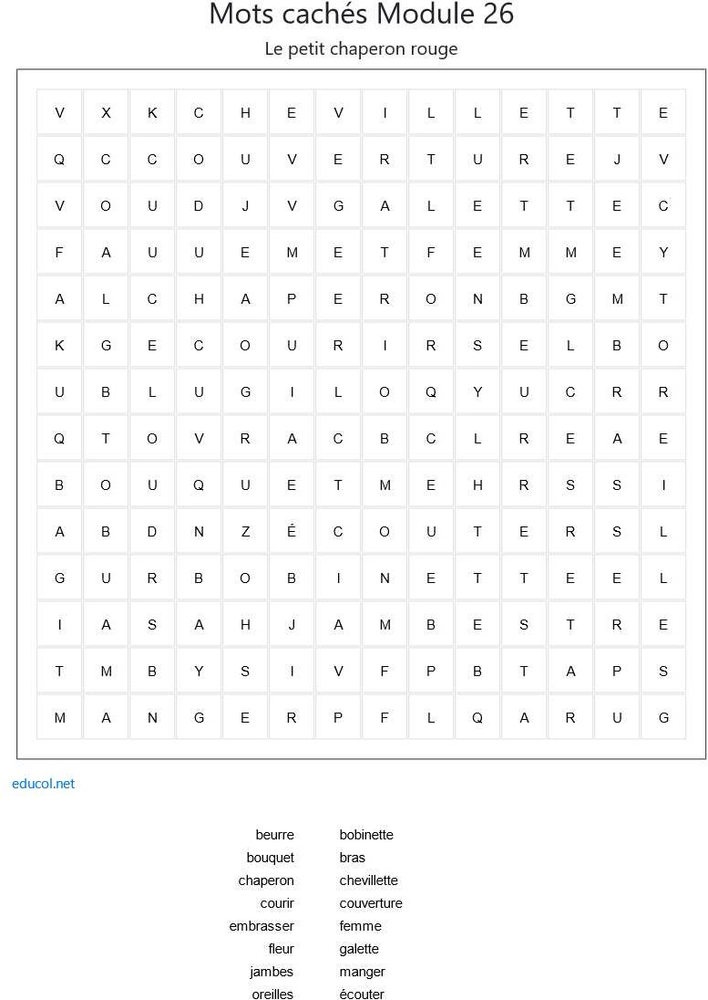 Mots cachés Module 26
Le petit chaperon rouge
V X K C H E V I L L E T T E
Q C C O U V E R T U R E J V
V O U D J V G A L E T T E C
F A U U E M E T F E M M E Y
A L C H A P E R O N B G M T
K G E C O U R I R S E L B O
U B L U G I L O Q Y U C R R
Q T O V R A C B C L R E A E
B O U Q U E T M E H R S S I
A B D N Z É C O U T E R S L
G U R B O B I N E T T E E L
I A S A H J A M B E S T R E
T M B Y S I V F P B T A P S
M A N G E R P F L Q A R U G
educol.net
beurre bobinette
bouquet bras
chaperon chevillette
courir couverture
embrasser femme
fleur galette
jambes manger
oreilles écouter